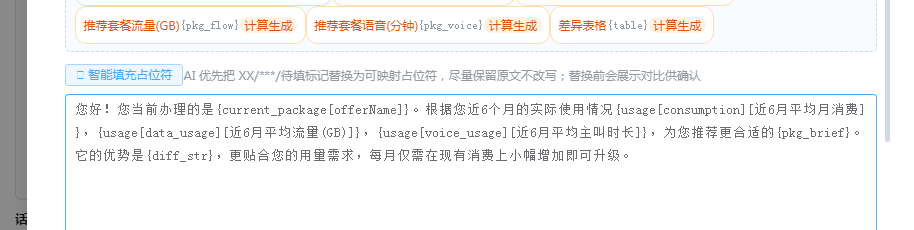 推荐套餐流量(GB){pkg_flow} 计算生成 推荐套餐语音(分钟){pkg_voice} 计算生成 差异表格{table} 计算生成
智能填充占位符 AI 优先把 XX/***/待填标记替换为可映射占位符，尽量保留原文不改写；替换前会展示对比供确认
您好！您当前办理的是{current_package[offerName]}。根据您近6个月的实际使用情况{usage[consumption][近6月平均月消费]
}，{usage[data_usage][近6月平均流量(GB)]}，{usage[voice_usage][近6月平均主叫时长]}，为您推荐更合适的{pkg_brief}。
它的优势是{diff_str}，更贴合您的用量需求，每月仅需在现有消费上小幅增加即可升级。
话